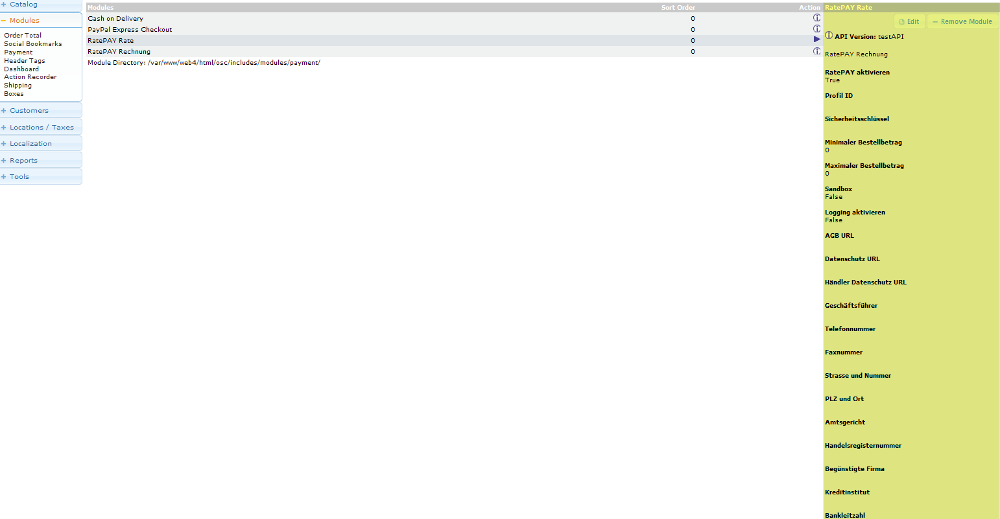 Catalog
Modules
Order Total
Social Bookmarks
Payment
Header Tags
Dashboard
Action Recorder
Shipping
Boxes
Customers
Locations / Taxes
Localization
Reports
Tools
Modules Sort Order Action
Cash on Delivery 0
PayPal Express Checkout 0
RatePAY Rate 0
RatePAY Rechnung 0
Module Directory: /var/www/web4/html/osc/includes/modules/payment/
RatePAY Rate
Edit Remove Module
API Version: testAPI
RatePAY Rechnung
RatePAY aktivieren
True
Profil ID
Sicherheitsschlüssel
Minimaler Bestellbetrag
0
Maximaler Bestellbetrag
0
Sandbox
False
Logging aktivieren
False
AGB URL
Datenschutz URL
Händler Datenschutz URL
Geschäftsführer
Telefonnummer
Faxnummer
Strasse und Nummer
PLZ und Ort
Amtsgericht
Handelsregisternummer
Begünstigte Firma
Kreditinstitut
Bankleitzahl